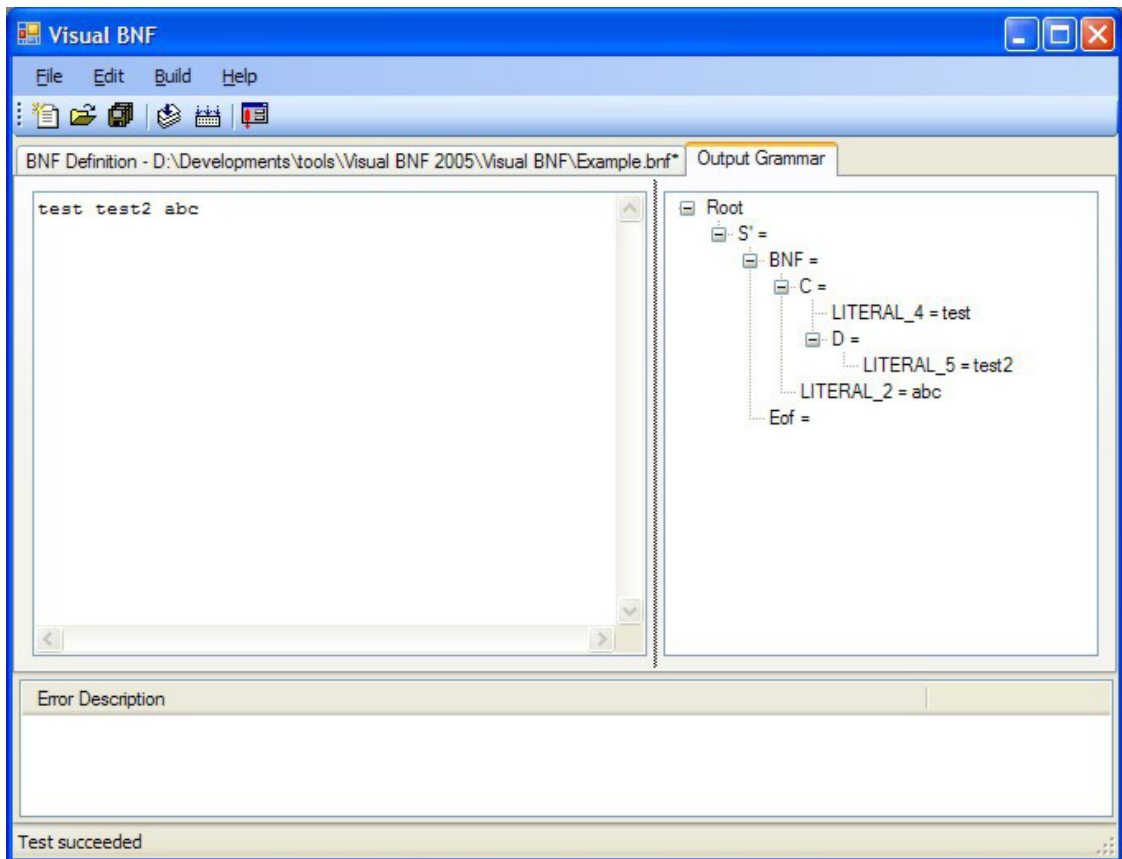 Visual BNF
File Edit Build Help
BNF Definition - D:\Developments\tools\Visual BNF 2005\Visual BNF\Example.bnf* Output Grammar
test test2 abc
Root
S' =
BNF =
C =
LITERAL_4 = test
D =
LITERAL_5 = test2
LITERAL_2 = abc
Eof =
Error Description
Test succeeded